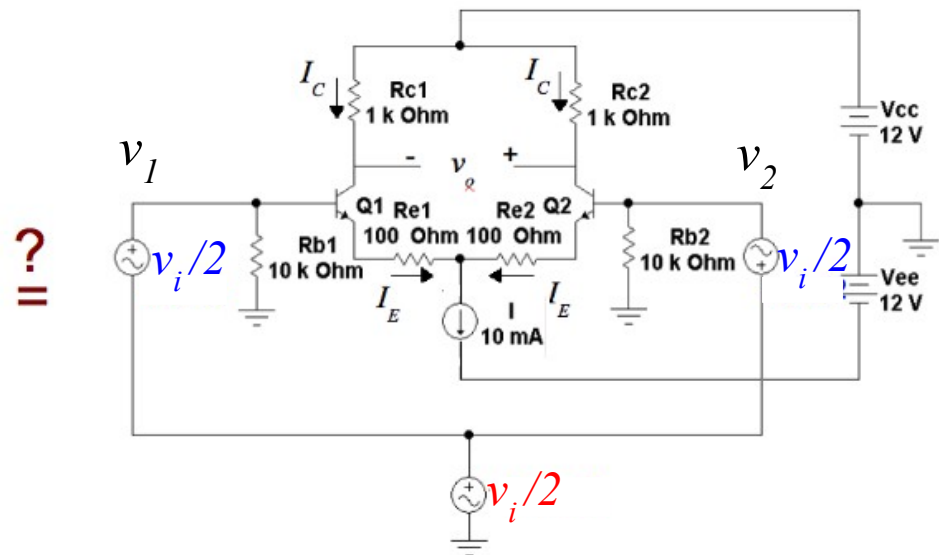 I_C
Rc1
1 k Ohm
I_C
Rc2
1 k Ohm
Vcc
12 V
v_1
- v_o +
v_2
?
=
v_i/2
Rb1
10 k Ohm
Q1
Re1
100 Ohm
Re2
100 Ohm
Q2
Rb2
10 k Ohm
v_i/2
Vee
12 V
I_E
I_E
I
10 mA
v_i/2